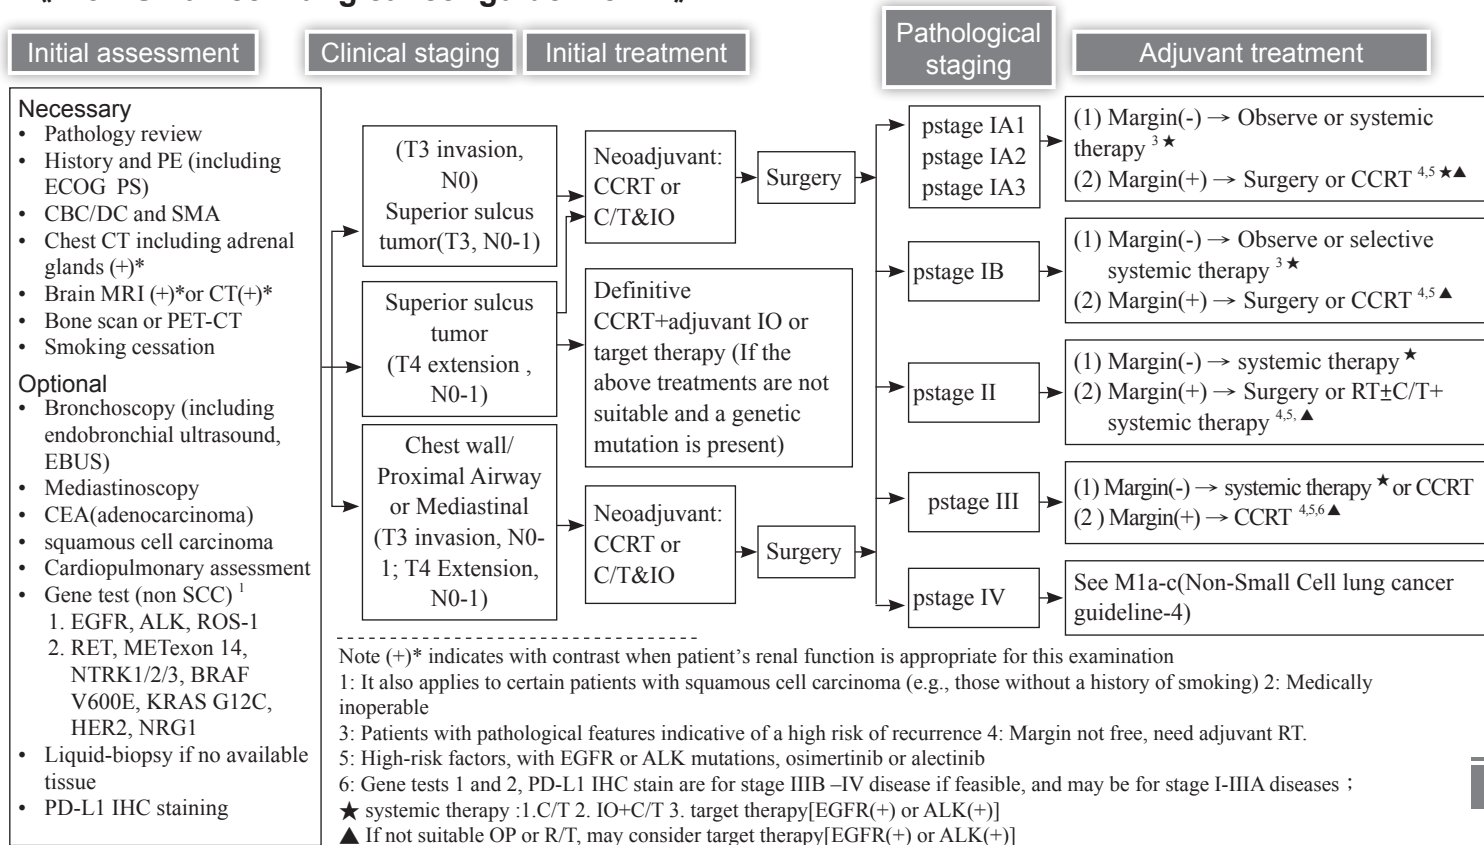 Initial assessment
Clinical staging
Initial treatment
Pathological
staging
Adjuvant treatment
Necessary
• Pathology review
• History and PE (including
ECOG PS)
• CBC/DC and SMA
• Chest CT including adrenal
glands (+)*
• Brain MRI (+)*or CT(+)*
• Bone scan or PET-CT
• Smoking cessation
Optional
• Bronchoscopy (including
endobronchial ultrasound,
EBUS)
• Mediastinoscopy
• CEA(adenocarcinoma)
• squamous cell carcinoma
• Cardiopulmonary assessment
• Gene test (non SCC) 1
1. EGFR, ALK, ROS-1
2. RET, METexon 14,
NTRK1/2/3, BRAF
V600E, KRAS G12C,
HER2, NRG1
• Liquid-biopsy if no available
tissue
• PD-L1 IHC staining
(T3 invasion,
N0)
Superior sulcus
tumor(T3, N0-1)
Superior sulcus
tumor
(T4 extension ,
N0-1)
Chest wall/
Proximal Airway
or Mediastinal
(T3 invasion, N0-
1; T4 Extension,
N0-1)
Neoadjuvant:
CCRT or
C/T&IO
Surgery
Definitive
CCRT+adjuvant IO or
target therapy (If the
above treatments are not
suitable and a genetic
mutation is present)
Neoadjuvant:
CCRT or
C/T&IO
Surgery
pstage IA1
pstage IA2
pstage IA3
(1) Margin(-) → Observe or systemic
therapy 3 ★
(2) Margin(+) → Surgery or CCRT 4,5 ★▲
pstage IB
(1) Margin(-) → Observe or selective
systemic therapy 3 ★
(2) Margin(+) → Surgery or CCRT 4,5 ▲
pstage II
(1) Margin(-) → systemic therapy ★
(2) Margin(+) → Surgery or RT±C/T+
systemic therapy 4,5, ▲
pstage III
(1) Margin(-) → systemic therapy ★ or CCRT
(2 ) Margin(+) → CCRT 4,5,6 ▲
pstage IV
See M1a-c(Non-Small Cell lung cancer
guideline-4)
Note (+)* indicates with contrast when patient's renal function is appropriate for this examination
1: It also applies to certain patients with squamous cell carcinoma (e.g., those without a history of smoking) 2: Medically
inoperable
3: Patients with pathological features indicative of a high risk of recurrence 4: Margin not free, need adjuvant RT.
5: High-risk factors, with EGFR or ALK mutations, osimertinib or alectinib
6: Gene tests 1 and 2, PD-L1 IHC stain are for stage IIIB –IV disease if feasible, and may be for stage I-IIIA diseases；
★ systemic therapy :1.C/T 2. IO+C/T 3. target therapy[EGFR(+) or ALK(+)]
▲ If not suitable OP or R/T, may consider target therapy[EGFR(+) or ALK(+)]